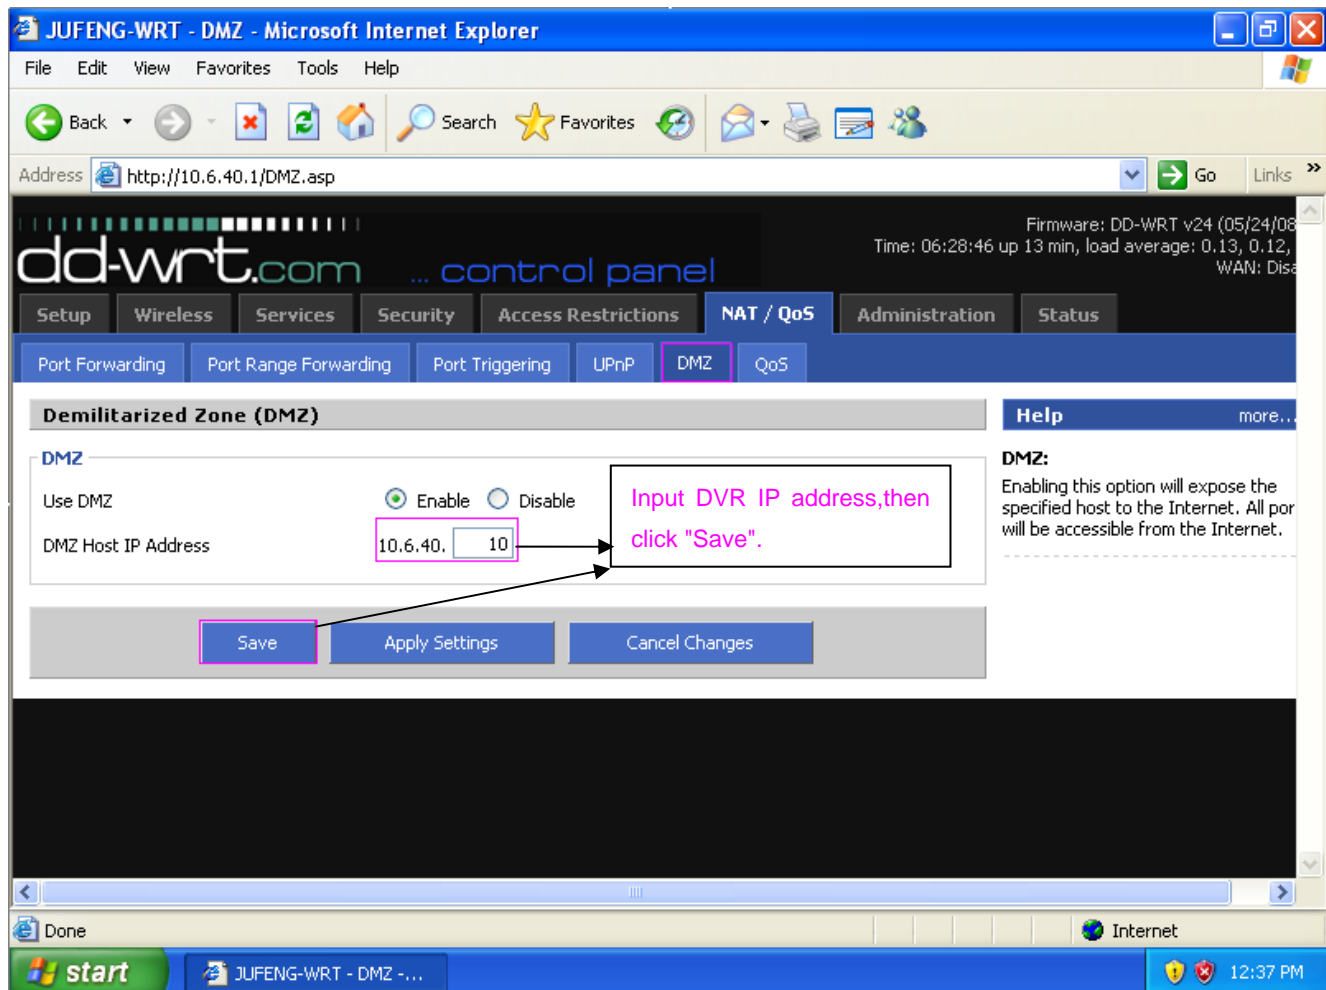 JUFENG-WRT - DMZ - Microsoft Internet Explorer
File Edit View Favorites Tools Help
Back Search Favorites
Address http://10.6.40.1/DMZ.asp Go Links »
Firmware: DD-WRT v24 (05/24/08
Time: 06:28:46 up 13 min, load average: 0.13, 0.12,
WAN: Disa
dd-wrt.com ... control panel
Setup Wireless Services Security Access Restrictions NAT / QoS Administration Status
Port Forwarding Port Range Forwarding Port Triggering UPnP DMZ QoS
Demilitarized Zone (DMZ)
DMZ
Use DMZ Enable Disable
DMZ Host IP Address 10.6.40. 10
Input DVR IP address,then
click "Save".
Save Apply Settings Cancel Changes
Help more...
DMZ:
Enabling this option will expose the
specified host to the Internet. All por
will be accessible from the Internet.
Done Internet
start JUFENG-WRT - DMZ -... 12:37 PM